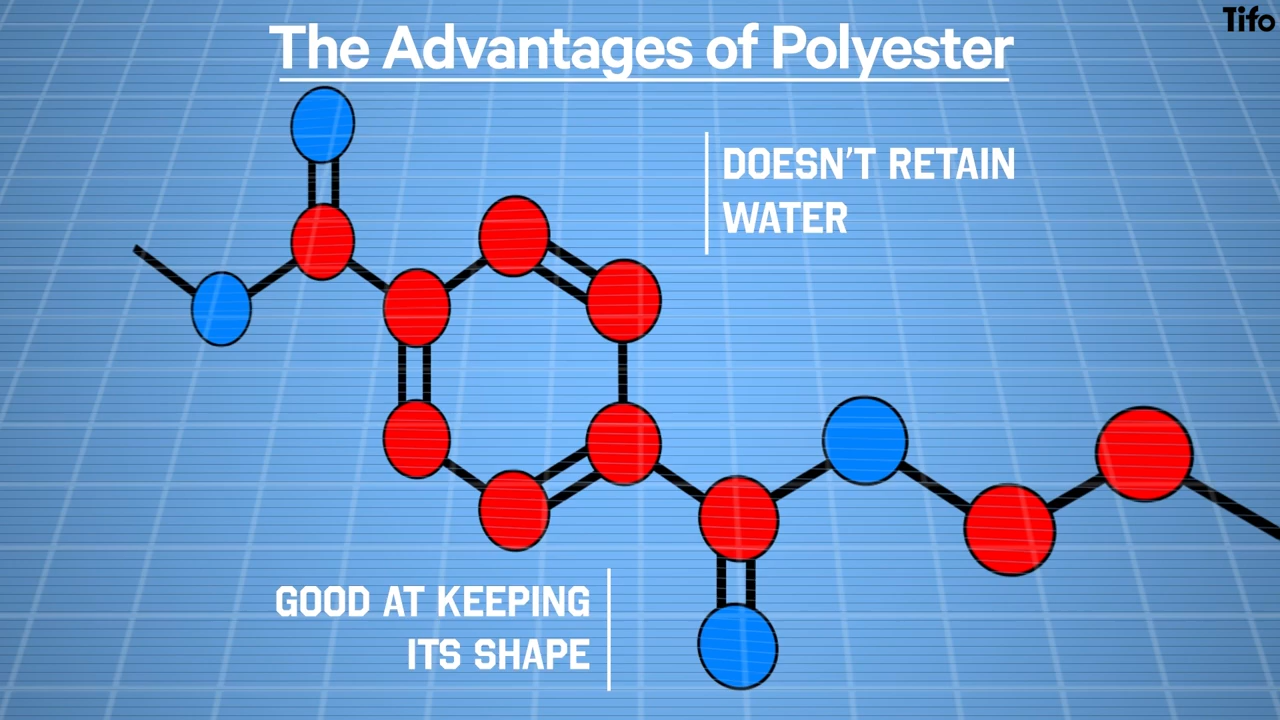 The Advantages of Polyester
Tifo
DOESN'T RETAIN
WATER
GOOD AT KEEPING
ITS SHAPE